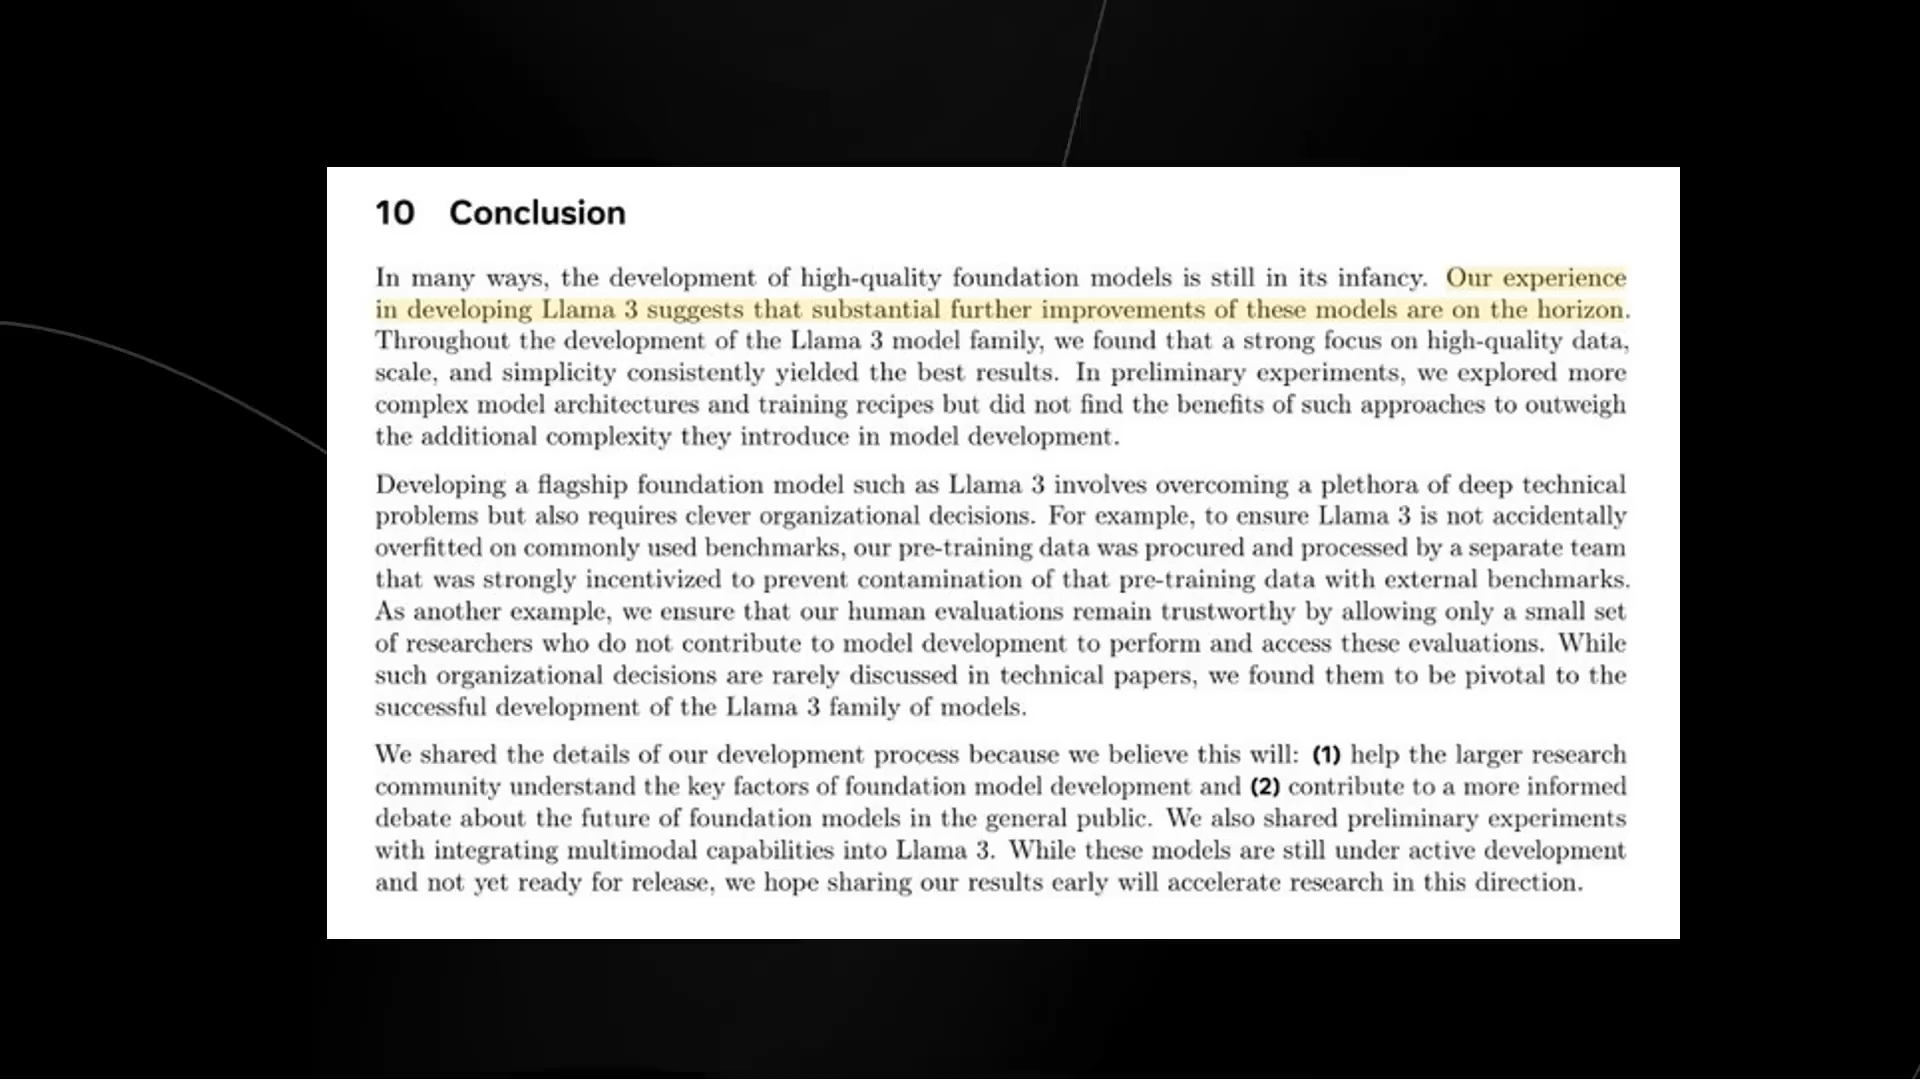 10 Conclusion
In many ways, the development of high-quality foundation models is still in its infancy. Our experience
in developing Llama 3 suggests that substantial further improvements of these models are on the horizon.
Throughout the development of the Llama 3 model family, we found that a strong focus on high-quality data,
scale, and simplicity consistently yielded the best results. In preliminary experiments, we explored more
complex model architectures and training recipes but did not find the benefits of such approaches to outweigh
the additional complexity they introduce in model development.
Developing a flagship foundation model such as Llama 3 involves overcoming a plethora of deep technical
problems but also requires clever organizational decisions. For example, to ensure Llama 3 is not accidentally
overfitted on commonly used benchmarks, our pre-training data was procured and processed by a separate team
that was strongly incentivized to prevent contamination of that pre-training data with external benchmarks.
As another example, we ensure that our human evaluations remain trustworthy by allowing only a small set
of researchers who do not contribute to model development to perform and access these evaluations. While
such organizational decisions are rarely discussed in technical papers, we found them to be pivotal to the
successful development of the Llama 3 family of models.
We shared the details of our development process because we believe this will: (1) help the larger research
community understand the key factors of foundation model development and (2) contribute to a more informed
debate about the future of foundation models in the general public. We also shared preliminary experiments
with integrating multimodal capabilities into Llama 3. While these models are still under active development
and not yet ready for release, we hope sharing our results early will accelerate research in this direction.